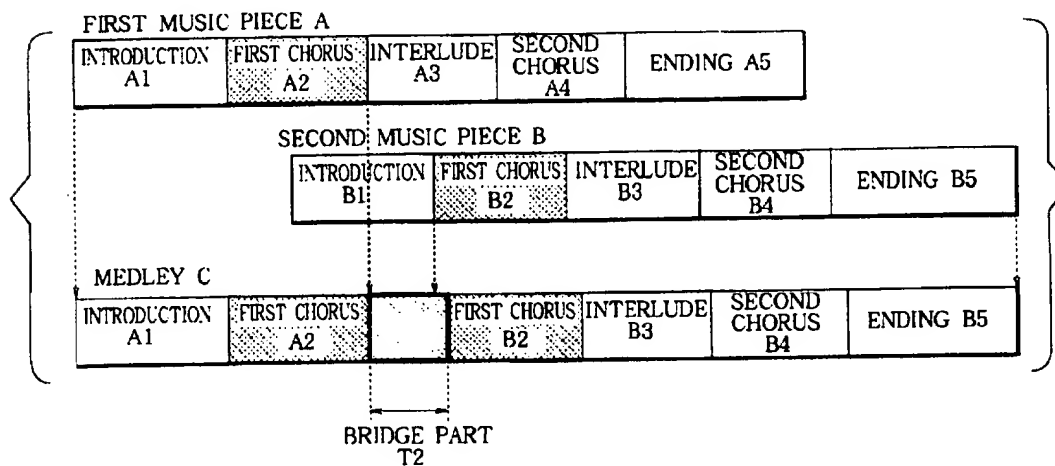 FIRST MUSIC PIECE A
INTRODUCTION
A1
FIRST CHORUS
A2
INTERLUDE
A3
SECOND
CHORUS
A4
ENDING A5
SECOND MUSIC PIECE B
INTRODUCTION
B1
FIRST CHORUS
B2
INTERLUDE
B3
SECOND
CHORUS
B4
ENDING B5
MEDLEY C
INTRODUCTION
A1
FIRST CHORUS
A2
FIRST CHORUS
B2
INTERLUDE
B3
SECOND
CHORUS
B4
ENDING B5
BRIDGE PART
T2